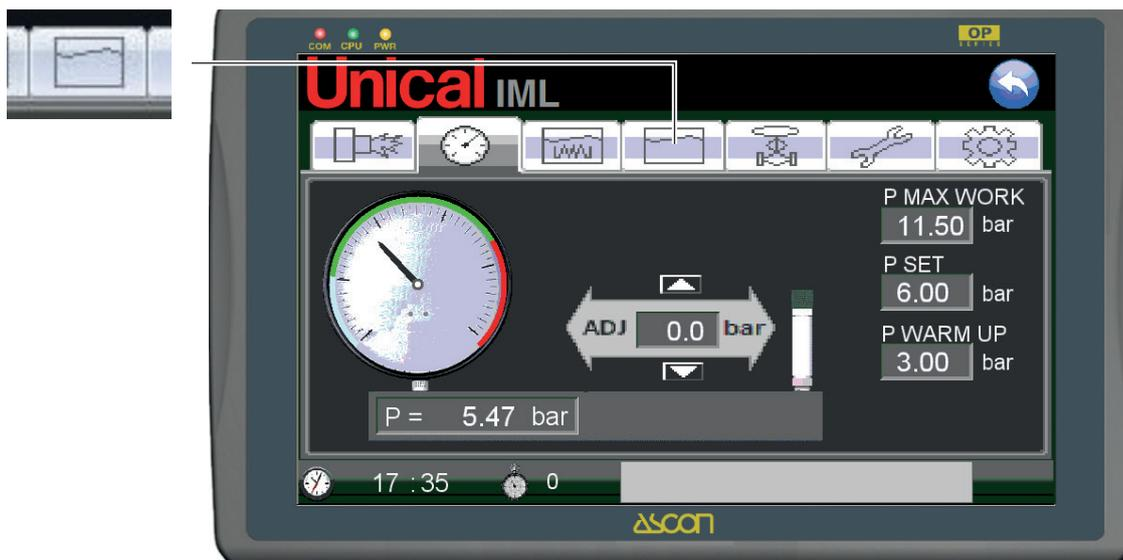 COM CPU PWR
OP
SERIES
Unical IML
P MAX WORK
11.50 bar
P SET
6.00 bar
ADJ 0.0 bar
P WARM UP
3.00 bar
P = 5.47 bar
17 : 35 0
ascon